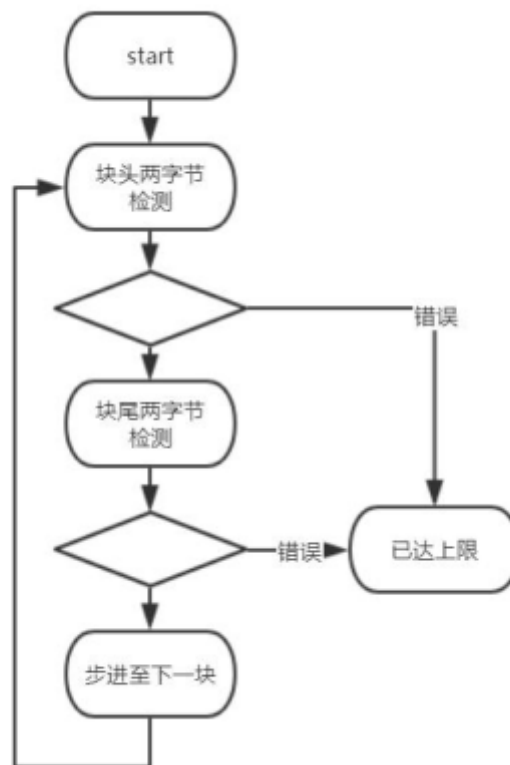 start
块头两字节
检测
错误
块尾两字节
检测
错误
已达上限
步进至下一块